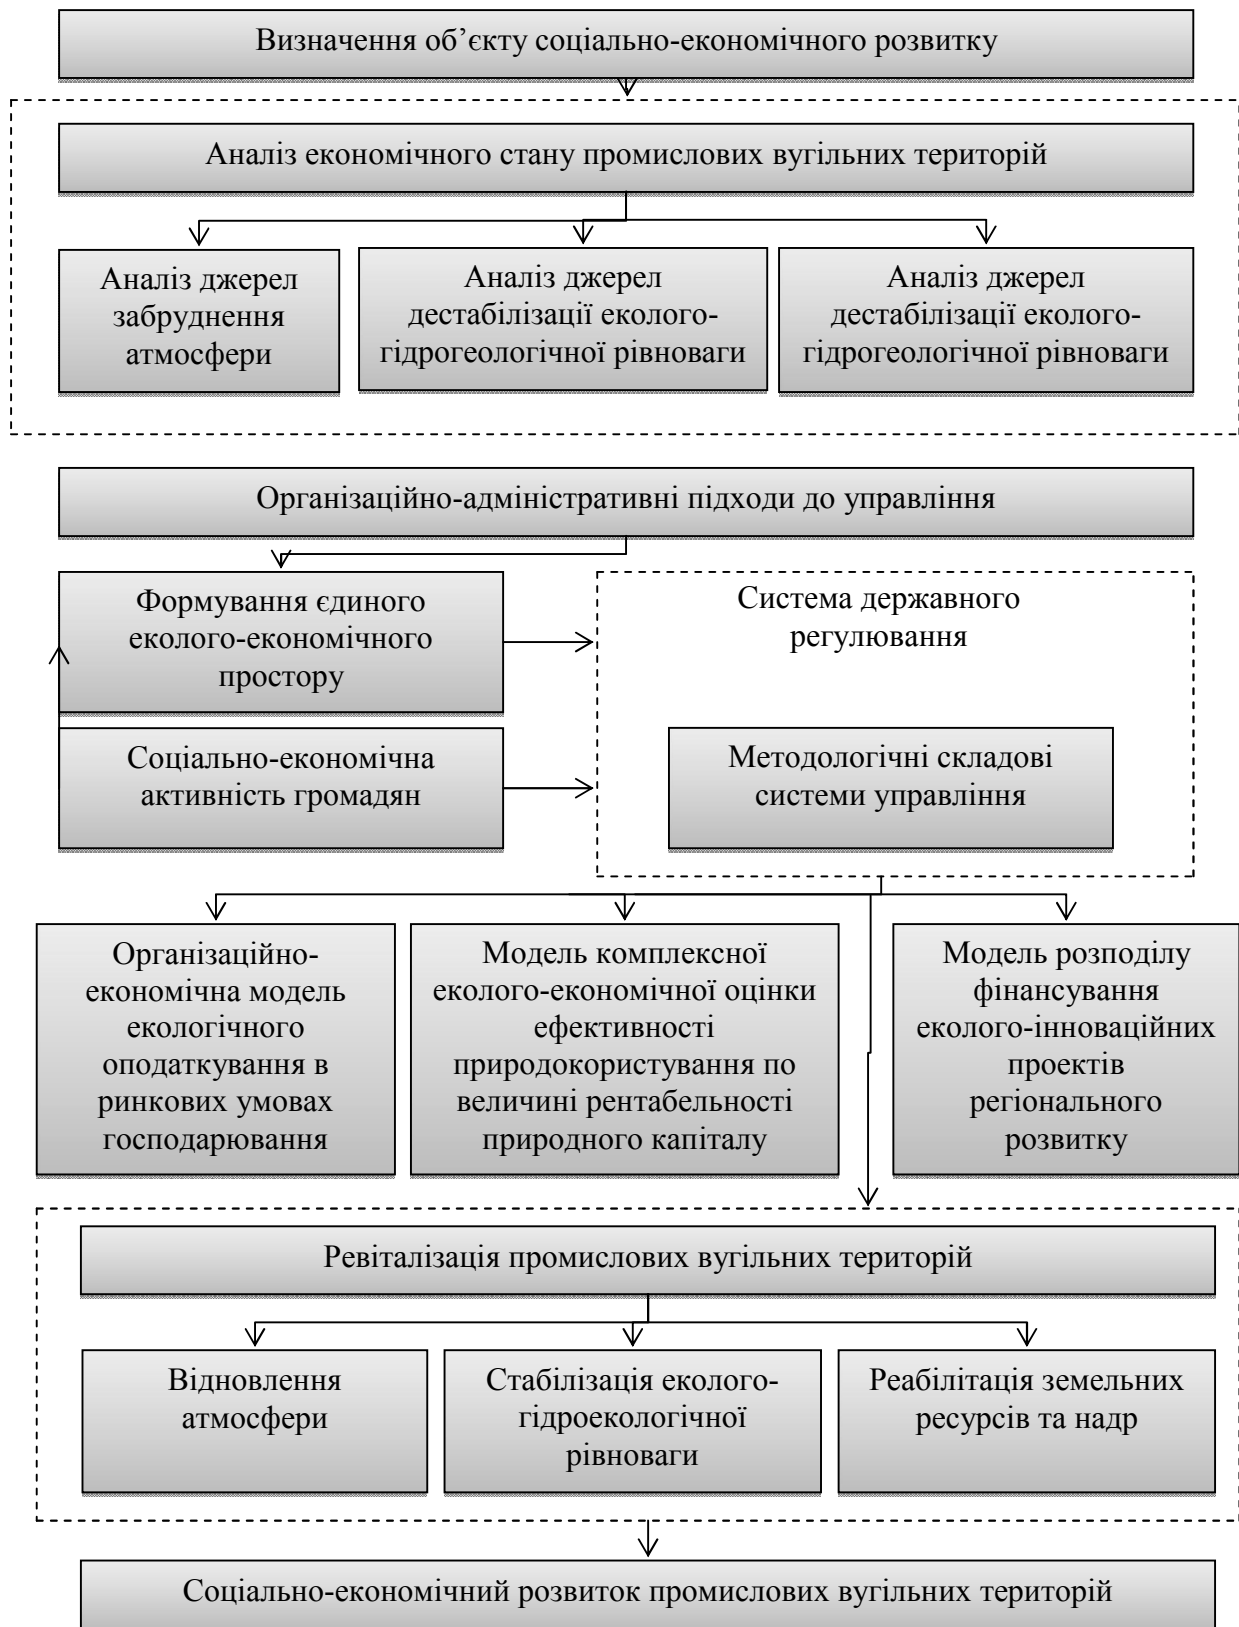 Визначення об’єкту соціально-економічного розвитку
Аналіз економічного стану промислових вугільних територій
Аналіз джерел
забруднення
атмосфери
Аналіз джерел
дестабілізації еколого-
гідрогеологічної рівноваги
Аналіз джерел
дестабілізації еколого-
гідрогеологічної рівноваги
Організаційно-адміністративні підходи до управління
Формування єдиного
еколого-економічного
простору
Система державного
регулювання
Соціально-економічна
активність громадян
Методологічні складові
системи управління
Організаційно-
економічна модель
екологічного
оподаткування в
ринкових умовах
господарювання
Модель комплексної
еколого-економічної оцінки
ефективності
природокористування по
величині рентабельності
природного капіталу
Модель розподілу
фінансування
еколого-інноваційних
проектів
регіонального
розвитку
Ревіталізація промислових вугільних територій
Відновлення
атмосфери
Стабілізація еколого-
гідроекологічної
рівноваги
Реабілітація земельних
ресурсів та надр
Соціально-економічний розвиток промислових вугільних територій